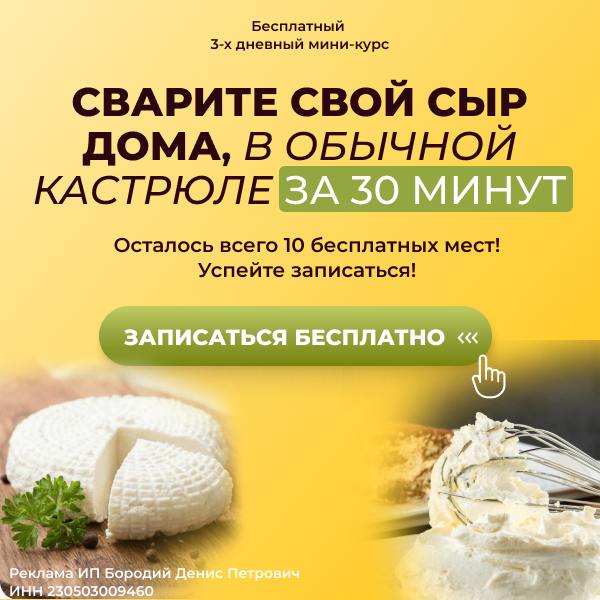 Бесплатный
3-х дневный мини-курс
СВАРИТЕ СВОЙ СЫР
ДОМА, В ОБЫЧНОЙ
КАСТРЮЛЕ ЗА 30 МИНУТ
Осталось всего 10 бесплатных мест!
Успейте записаться!
ЗАПИСАТЬСЯ БЕСПЛАТНО ‹‹‹
Реклама ИП Бородий Денис Петрович
ИНН 230503009460